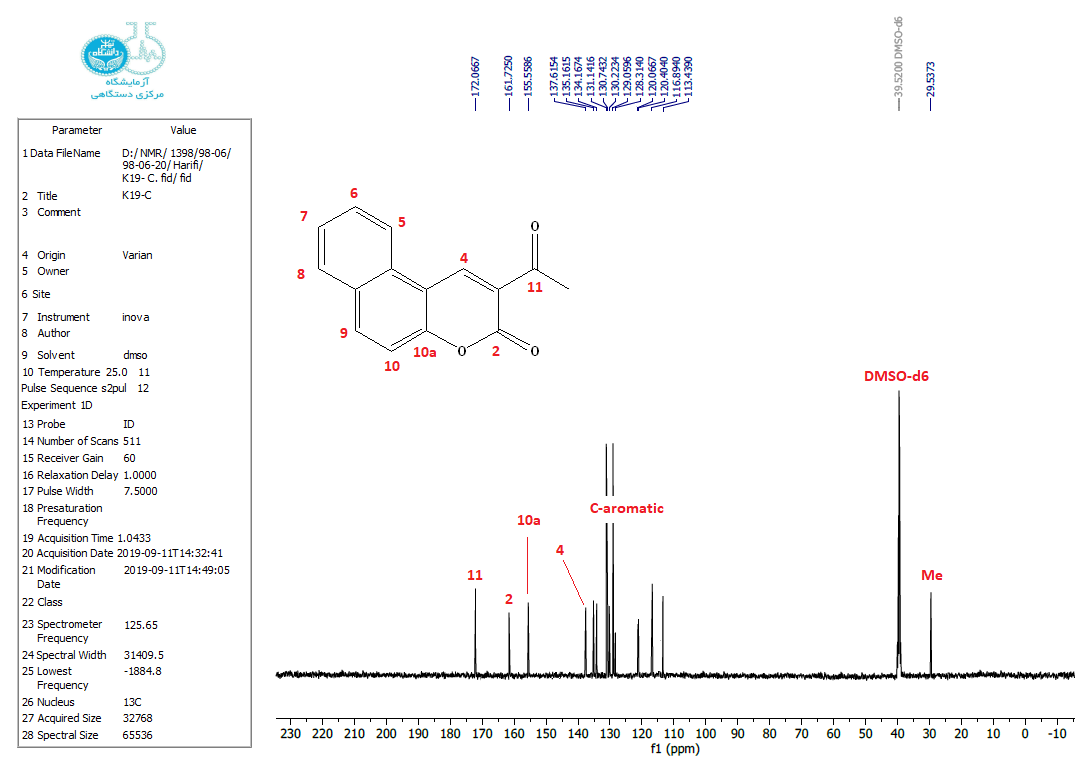 دانشگاه
تهران
آزمایشگاه
مرکزی دستگاهی
172.0667
161.7250
155.5586
137.6154
135.1615
134.1674
131.1416
130.7432
130.2234
129.0596
128.3140
120.0667
120.4040
116.8940
113.4390
39.5200 DMSO-d6
29.5373
Parameter Value
1 Data FileName D:/ NMR/ 1398/98-06/
98-06-20/ Harifi/
K19- C. fid/ fid
2 Title K19-C
3 Comment
4 Origin Varian
5 Owner
6 Site
7 Instrument inova
8 Author
9 Solvent dmso
10 Temperature 25.0 11
Pulse Sequence s2pul 12
Experiment 1D
13 Probe ID
14 Number of Scans 511
15 Receiver Gain 60
16 Relaxation Delay 1.0000
17 Pulse Width 7.5000
18 Presaturation
Frequency
19 Acquisition Time 1.0433
20 Acquisition Date 2019-09-11T14:32:41
21 Modification 2019-09-11T14:49:05
Date
22 Class
23 Spectrometer 125.65
Frequency
24 Spectral Width 31409.5
25 Lowest -1884.8
Frequency
26 Nucleus 13C
27 Acquired Size 32768
28 Spectral Size 65536
6
7 5 O
8 4
11
9
10 10a O 2 O
DMSO-d6
C-aromatic
10a
4
11
2
Me
230 220 210 200 190 180 170 160 150 140 130 120 110 100 90 80 70 60 50 40 30 20 10 0 -10
f1 (ppm)